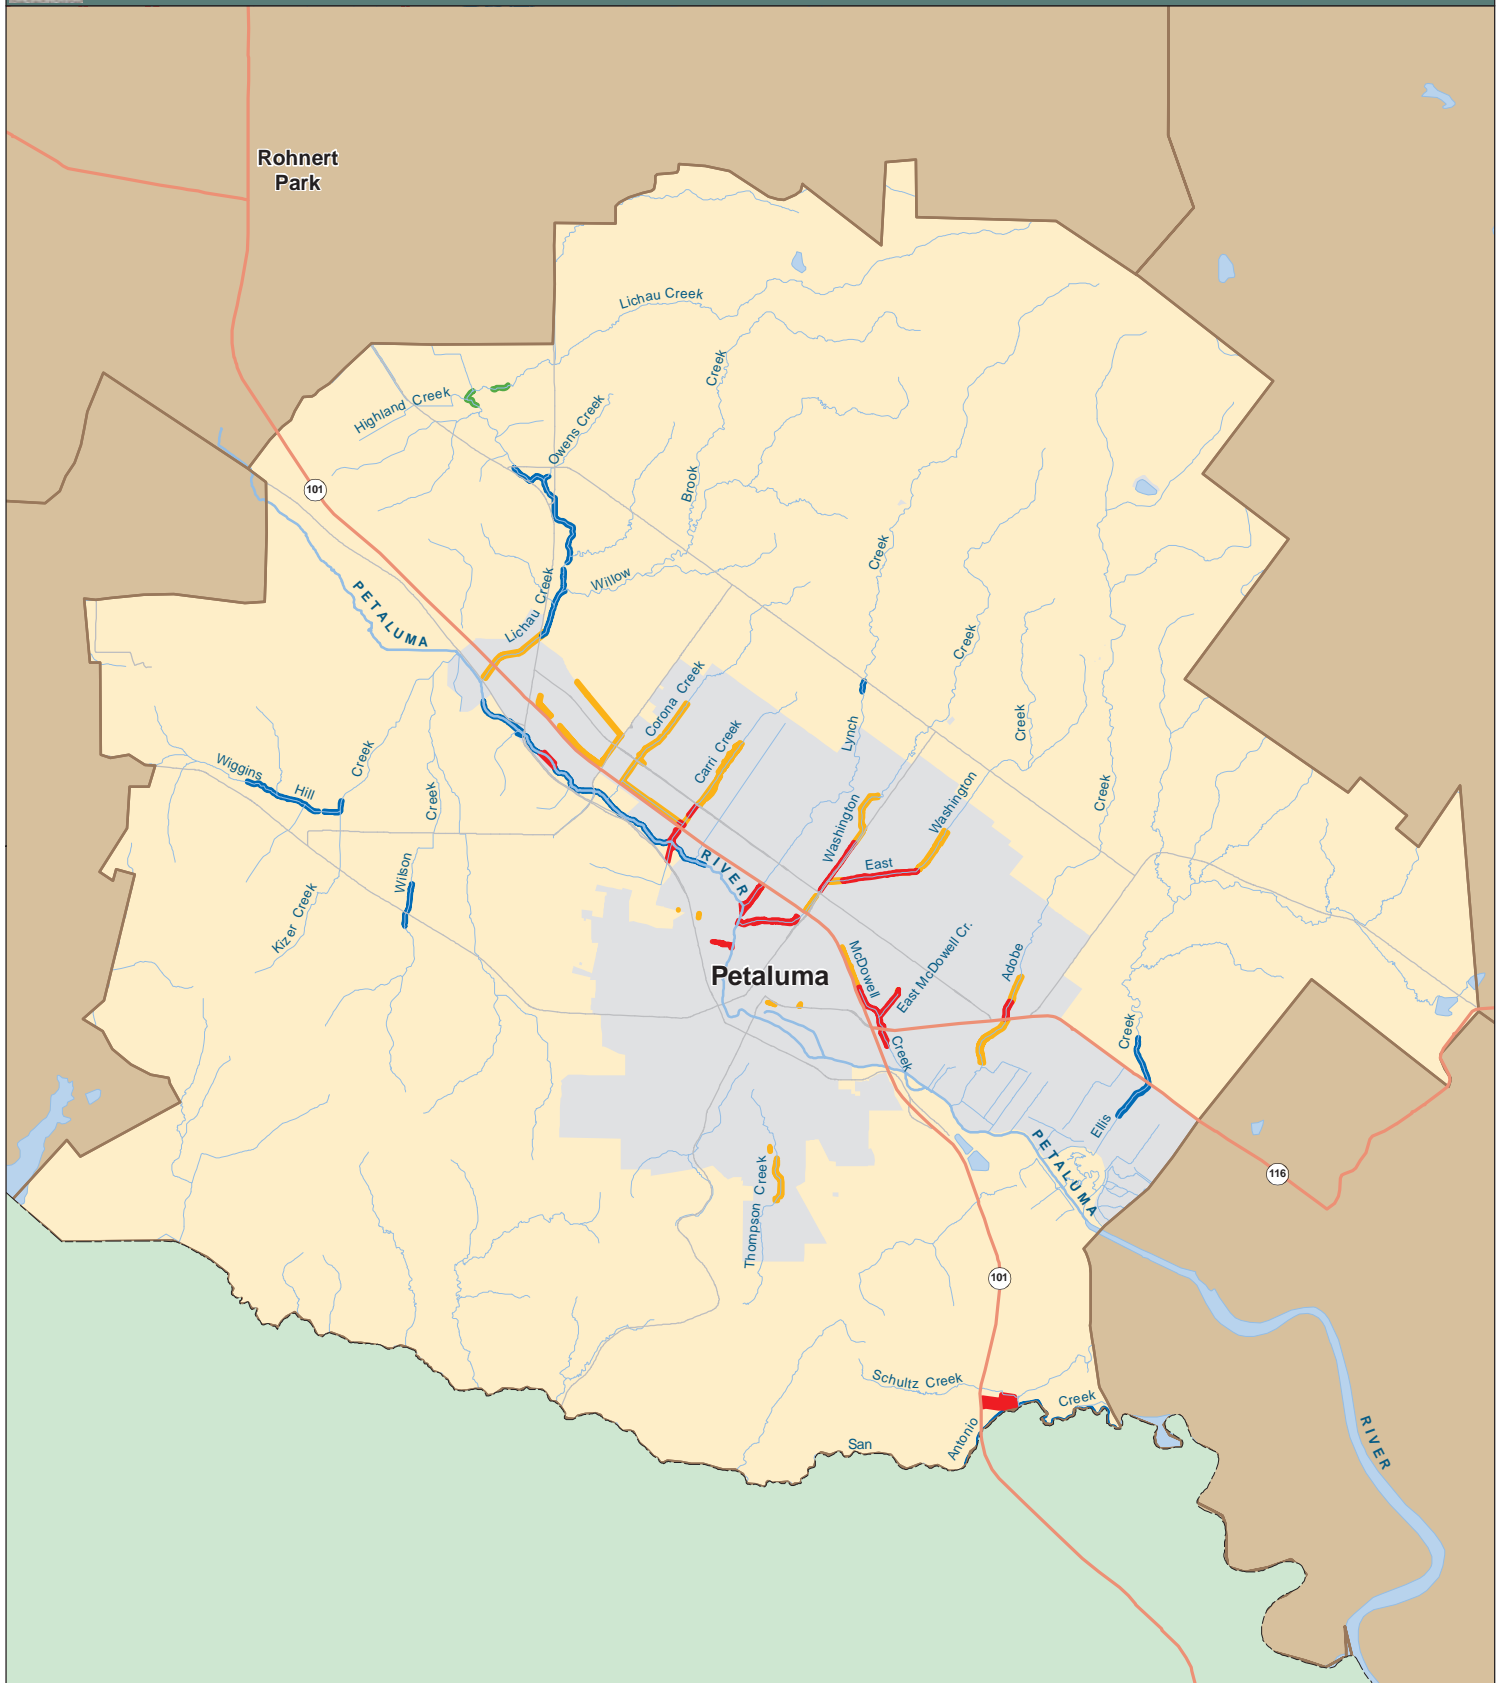 Rohnert
Park
Lichau Creek
Creek
Highland Creek
Owens Creek
Brook
101
Creek
Willow
Lichau Creek
PETALUMA
Creek
Corona Creek
Creek
Lynch
Carri Creek
Creek
Wiggins
Hill
Creek
Creek
Washington
Washington
East
RIVER
Wilson
Kizer Creek
McDowell
East McDowell Cr.
Adobe
Petaluma
Creek
Creek
Ellis
PETALUMA
Thompson Creek
116
101
Schultz Creek
Creek
Antonio
San
RIVER